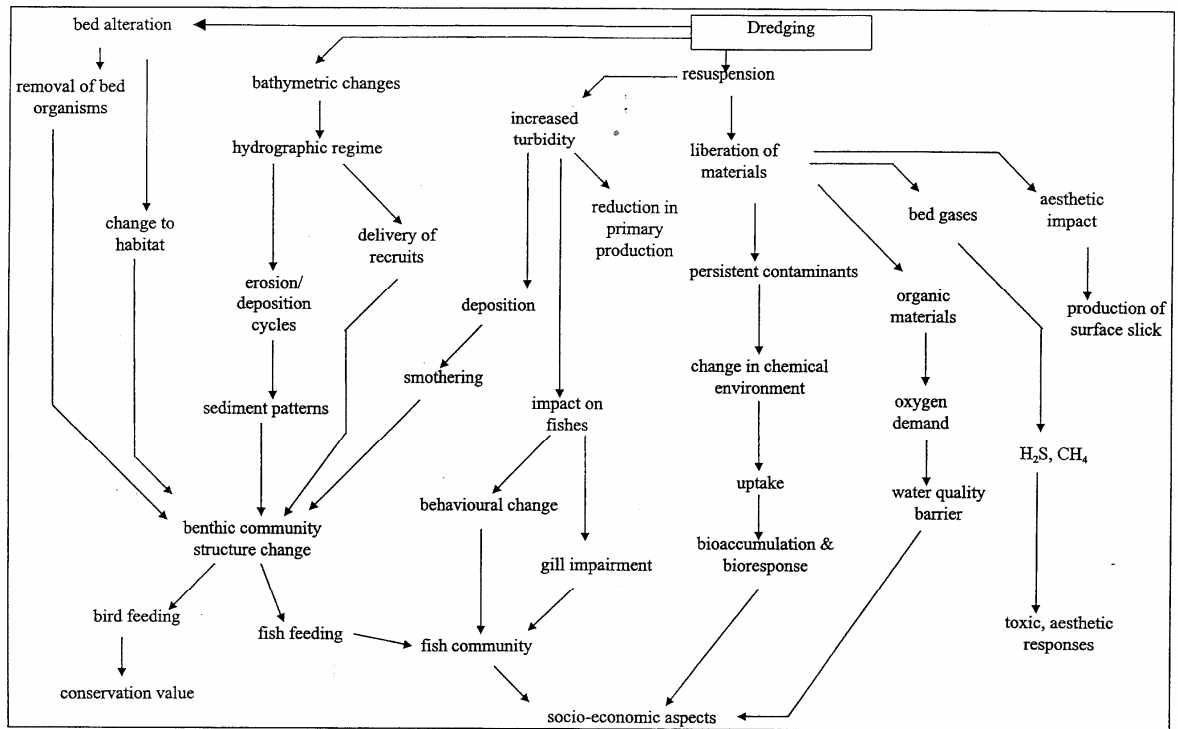 bed alteration
Dredging
resuspension
removal of bed
organisms
bathymetric changes
increased
turbidity
hydrographic regime
liberation of
materials
change to
habitat
delivery of
recruits
reduction in
primary
production
bed gases
aesthetic
impact
erosion/
deposition
cycles
deposition
persistent contaminants
organic
materials
production of
surface slick
smothering
change in chemical
environment
sediment patterns
impact on
fishes
oxygen
demand
H₂S, CH₄
behavioural change
uptake
water quality
barrier
benthic community
structure change
gill impairment
bioaccumulation &
bioresponse
bird feeding
fish feeding
fish community
toxic, aesthetic
responses
conservation value
socio-economic aspects